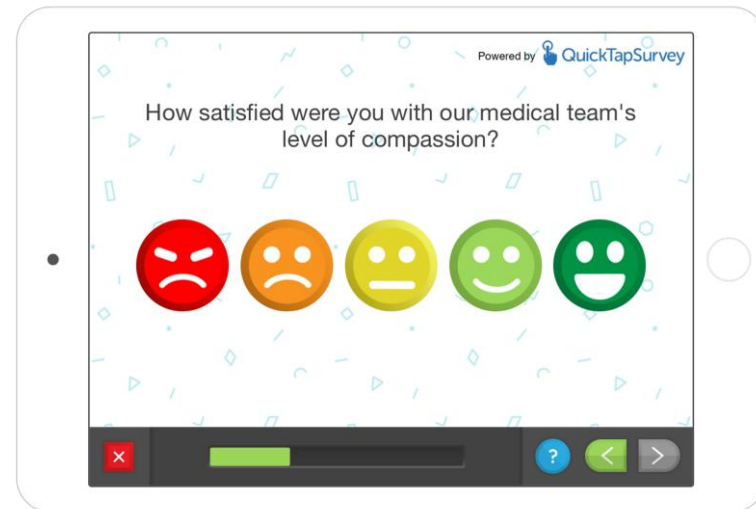 Powered by QuickTapSurvey
How satisfied were you with our medical team's
level of compassion?
?